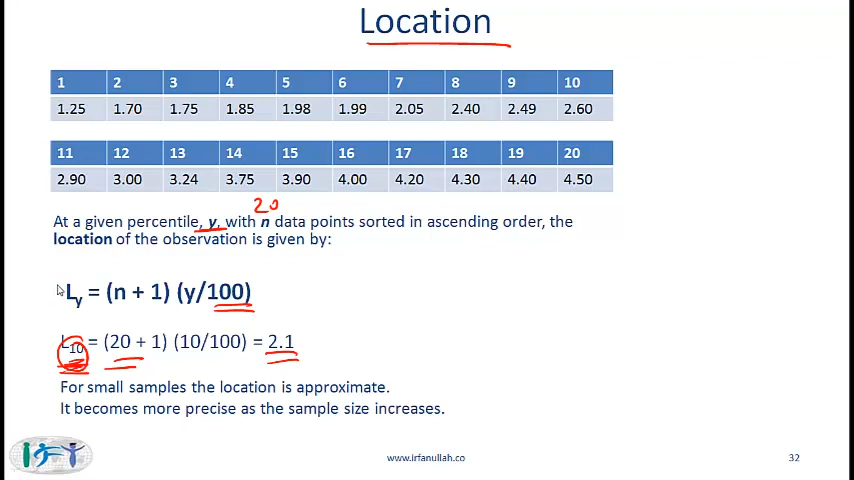 Location
1 2 3 4 5 6 7 8 9 10
1.25 1.70 1.75 1.85 1.98 1.99 2.05 2.40 2.49 2.60
11 12 13 14 15 16 17 18 19 20
2.90 3.00 3.24 3.75 3.90 4.00 4.20 4.30 4.40 4.50
20
At a given percentile, y, with n data points sorted in ascending order, the
location of the observation is given by:
Ly = (n + 1) (y/100)
L10 = (20 + 1) (10/100) = 2.1
For small samples the location is approximate.
It becomes more precise as the sample size increases.
www.irfanullah.co
32